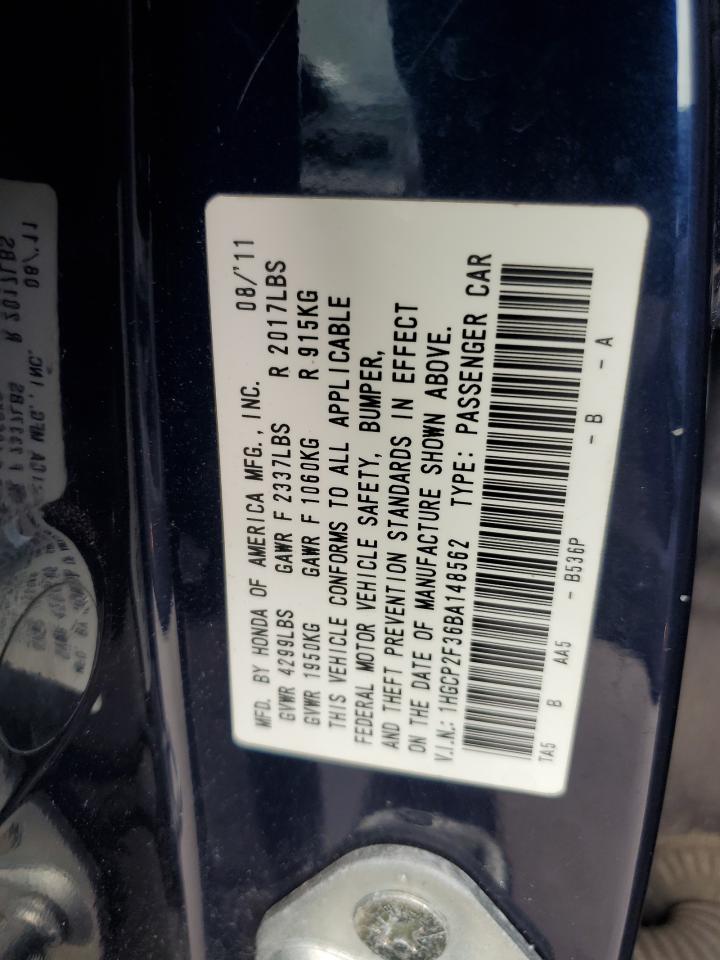 MFD. BY HONDA OF AMERICA MFG., INC. 08/'11
GVWR 4299LBS GAWR F 2337LBS R 2017LBS
GVWR 1950KG GAWR F 1060KG R 915KG
THIS VEHICLE CONFORMS TO ALL APPLICABLE
FEDERAL MOTOR VEHICLE SAFETY, BUMPER,
AND THEFT PREVENTION STANDARDS IN EFFECT
ON THE DATE OF MANUFACTURE SHOWN ABOVE.
V.I.N.: 1HGCP2F36BA148562 TYPE: PASSENGER CAR
TA5 B AA5 - B536P - B - A